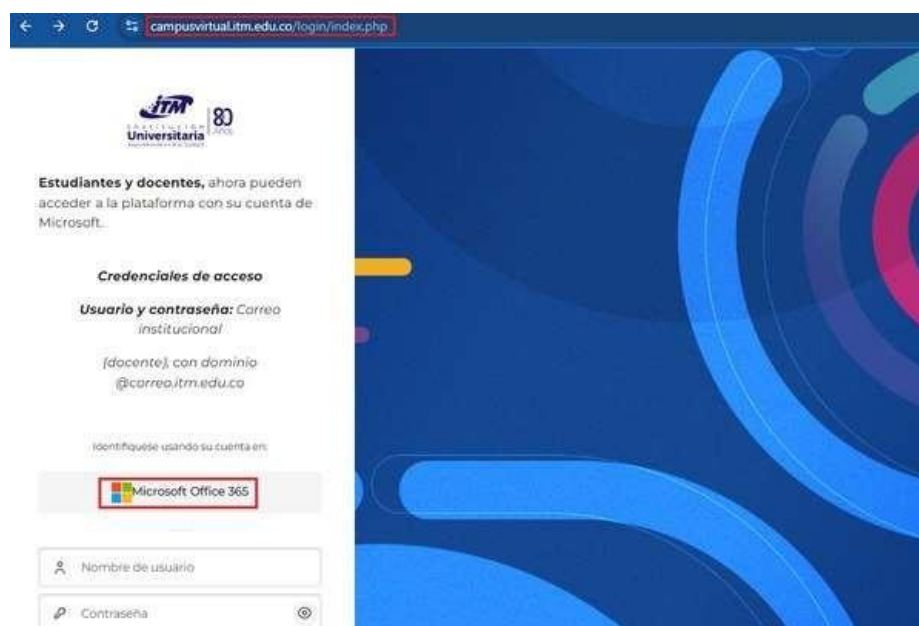 campusvirtual.itm.edu.co/login/index.php
iTM
INSTITUCIÓN
Universitaria
80
Años
Estudiantes y docentes, ahora pueden
acceder a la plataforma con su cuenta de
Microsoft.
Credenciales de acceso
Usuario y contraseña: Correo
institucional
(docente), con dominio
@correo.itm.edu.co
Identifíquese usando su cuenta en:
Microsoft Office 365
Nombre de usuario
Contraseña